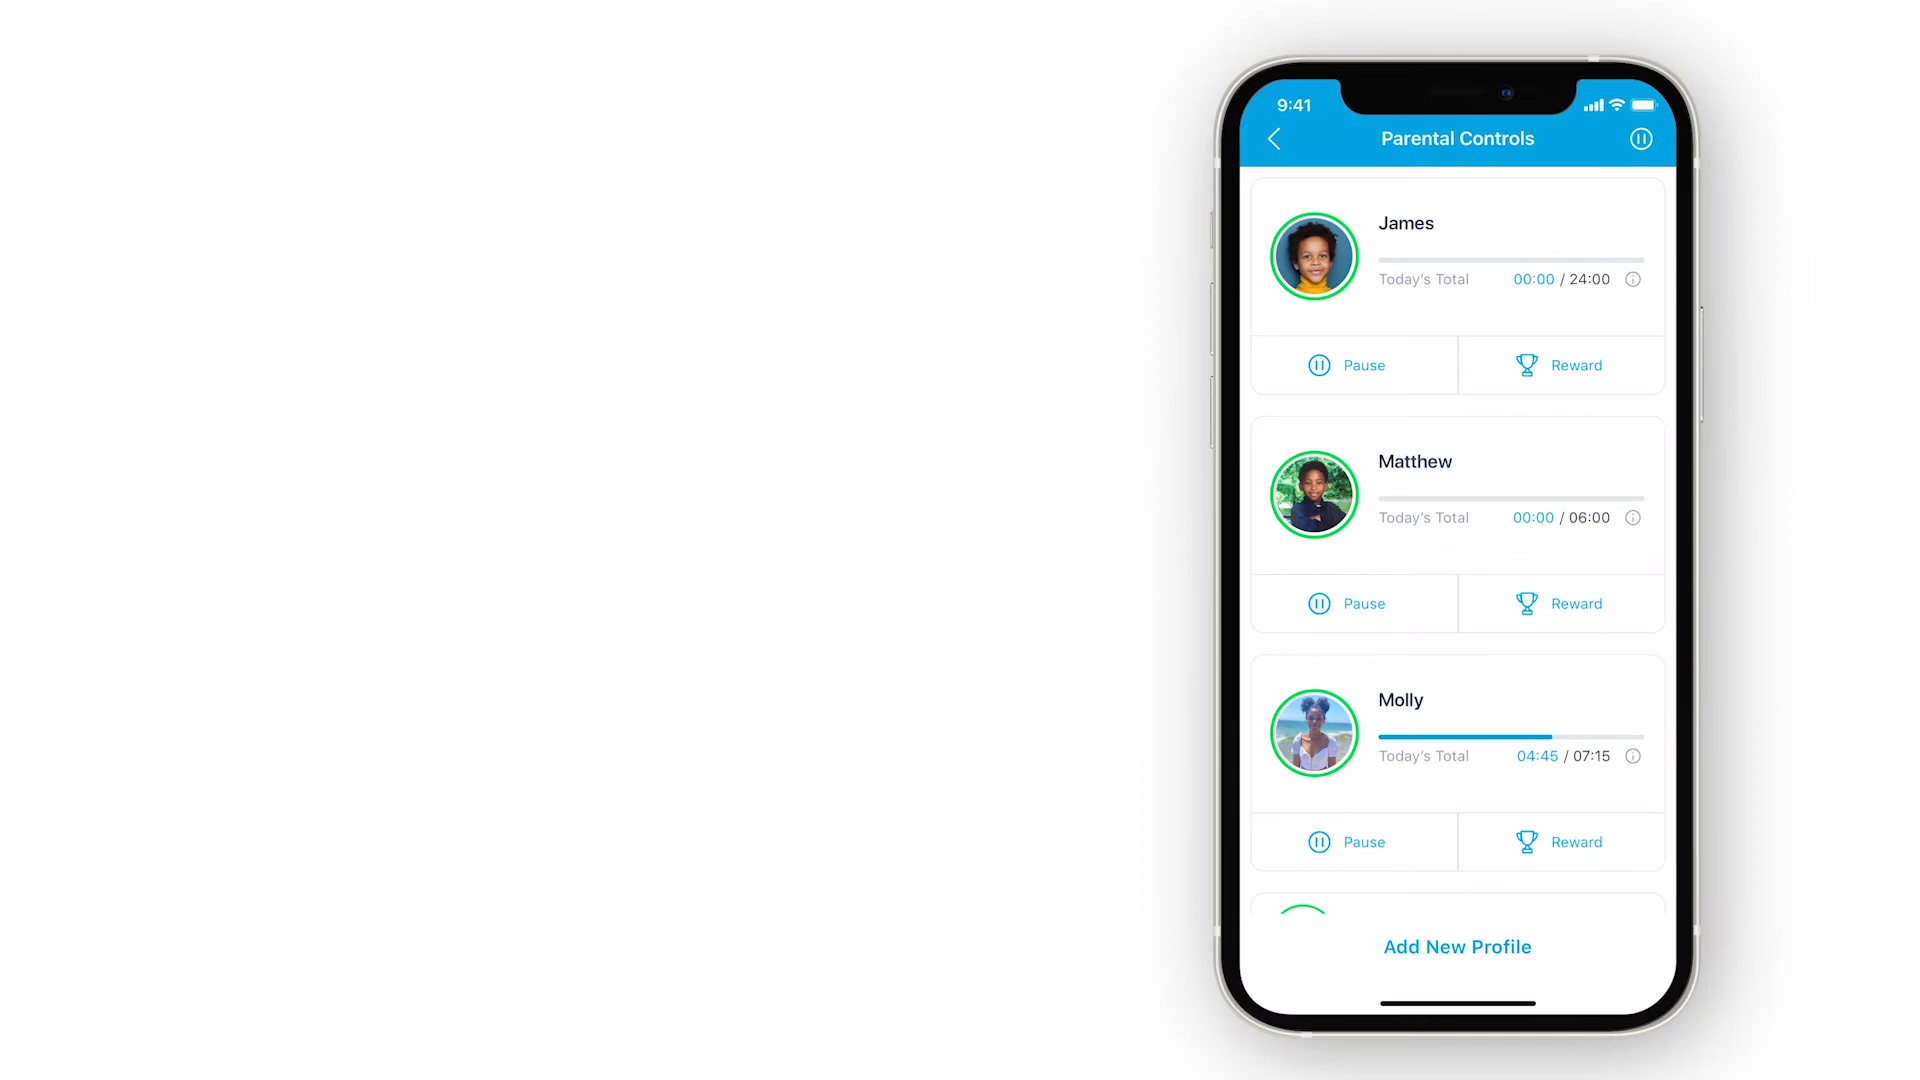 9:41
Parental Controls
James
Today's Total 00:00 / 24:00
Pause Reward
Matthew
Today's Total 00:00 / 06:00
Pause Reward
Molly
Today's Total 04:45 / 07:15
Pause Reward
Add New Profile